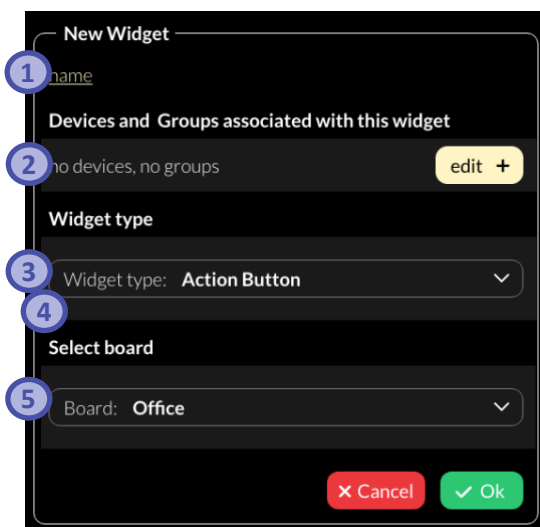 New Widget
1 name
Devices and Groups associated with this widget
2 no devices, no groups edit +
Widget type
3 Widget type: Action Button
4
Select board
5 Board: Office
× Cancel ✓ Ok